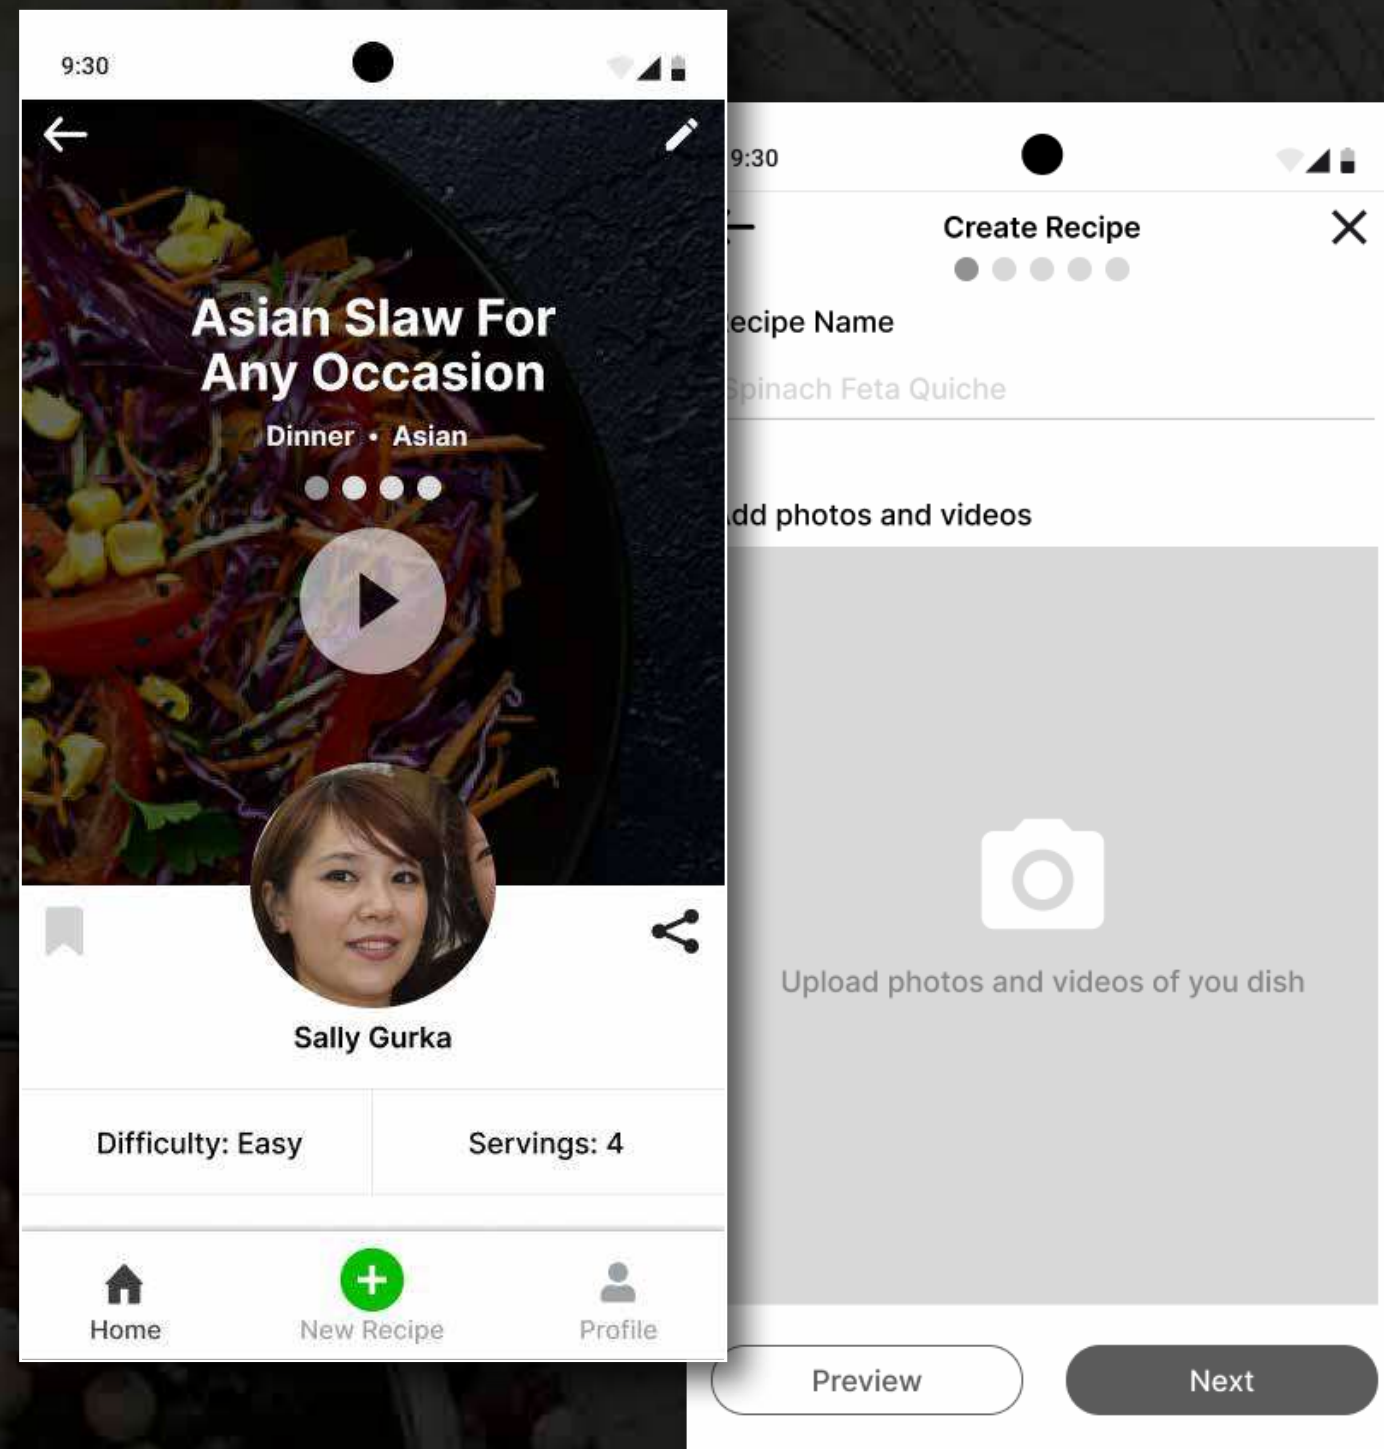 9:30
Asian Slaw For
Any Occasion
Dinner • Asian
Sally Gurka
Difficulty: Easy
Servings: 4
Home
New Recipe
Profile
9:30
Create Recipe
ecipe Name
Spinach Feta Quiche
dd photos and videos
Upload photos and videos of you dish
Preview
Next